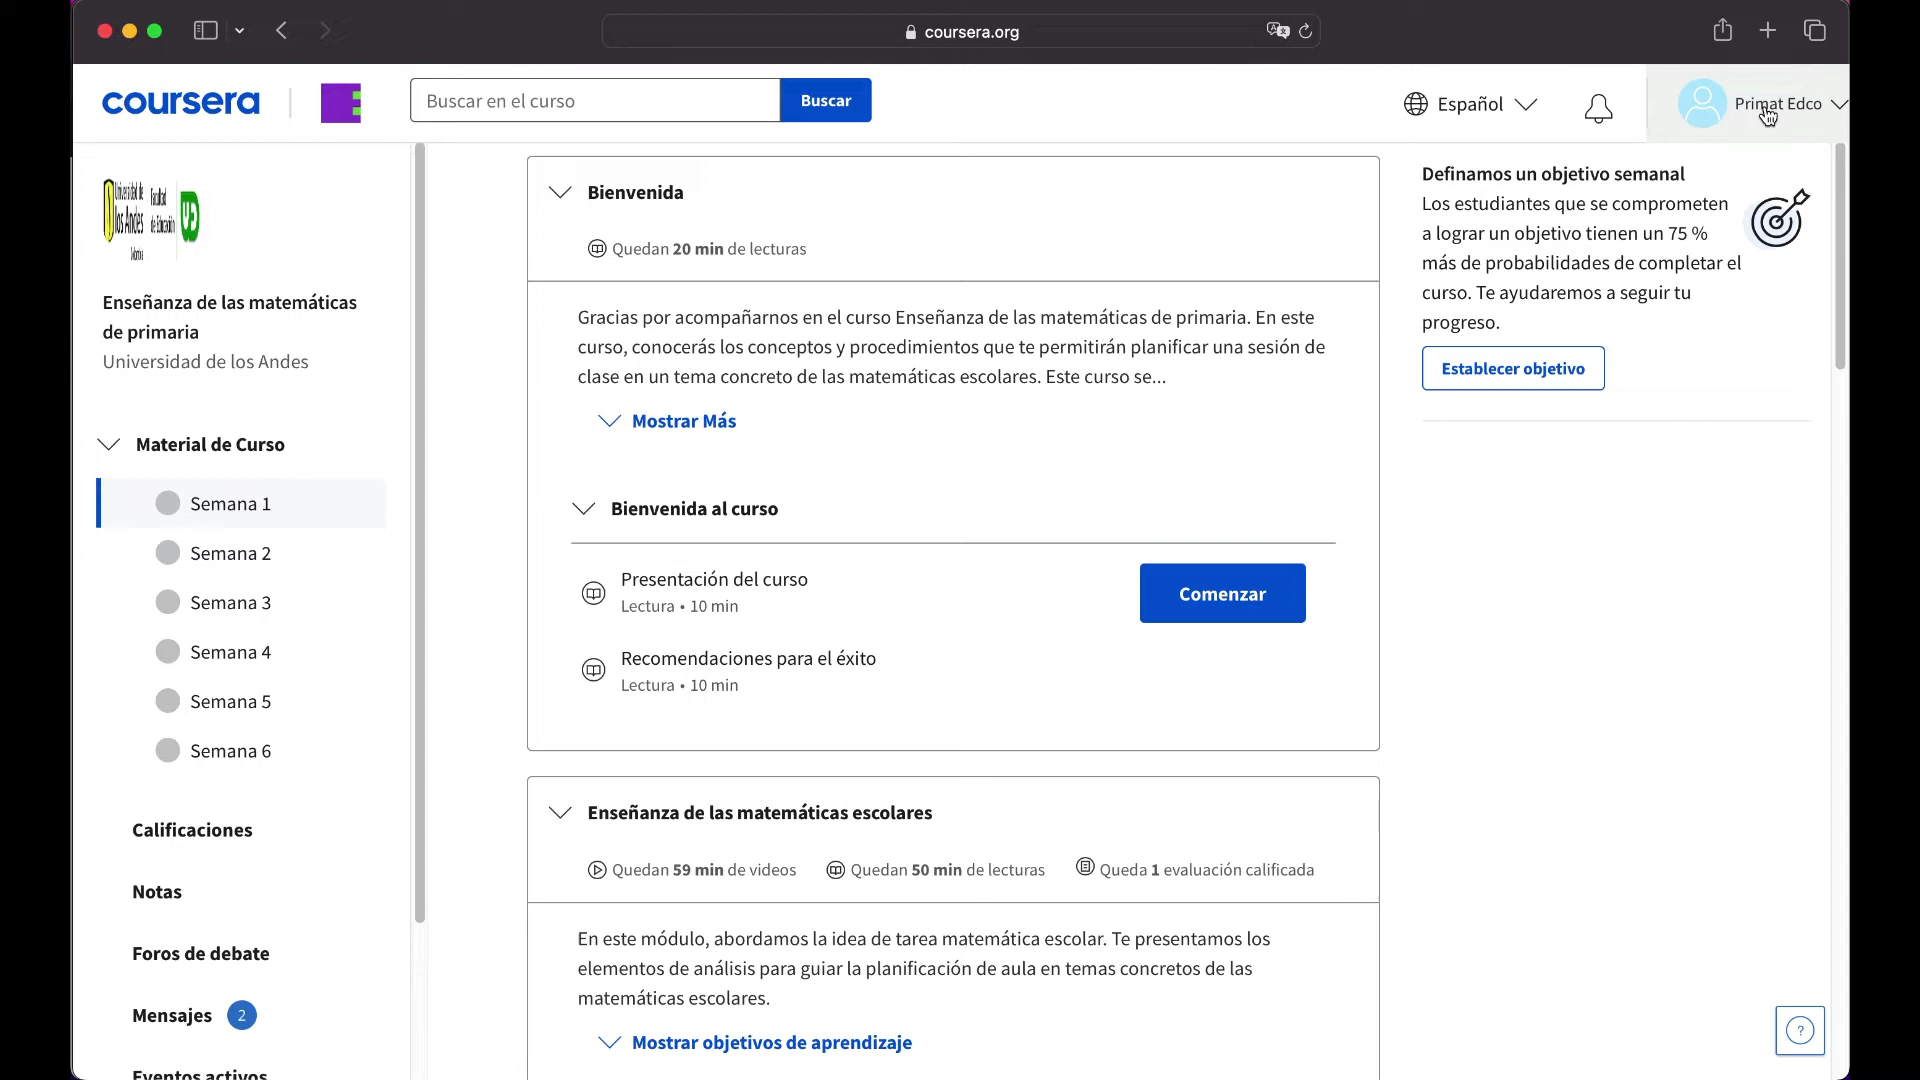 coursera.org
coursera
Buscar en el curso
Buscar
Español
Primat Edco
Universidad de
los Andes
Colombia
Facultad
de Educación
Enseñanza de las matemáticas
de primaria
Universidad de los Andes
Material de Curso
Semana 1
Semana 2
Semana 3
Semana 4
Semana 5
Semana 6
Calificaciones
Notas
Foros de debate
Mensajes 2
Eventos activos
Bienvenida
Quedan 20 min de lecturas
Gracias por acompañarnos en el curso Enseñanza de las matemáticas de primaria. En este
curso, conocerás los conceptos y procedimientos que te permitirán planificar una sesión de
clase en un tema concreto de las matemáticas escolares. Este curso se...
Mostrar Más
Bienvenida al curso
Presentación del curso
Lectura • 10 min
Comenzar
Recomendaciones para el éxito
Lectura • 10 min
Enseñanza de las matemáticas escolares
Quedan 59 min de videos
Quedan 50 min de lecturas
Queda 1 evaluación calificada
En este módulo, abordamos la idea de tarea matemática escolar. Te presentamos los
elementos de análisis para guiar la planificación de aula en temas concretos de las
matemáticas escolares.
Mostrar objetivos de aprendizaje
Definamos un objetivo semanal
Los estudiantes que se comprometen
a lograr un objetivo tienen un 75 %
más de probabilidades de completar el
curso. Te ayudaremos a seguir tu
progreso.
Establecer objetivo
?